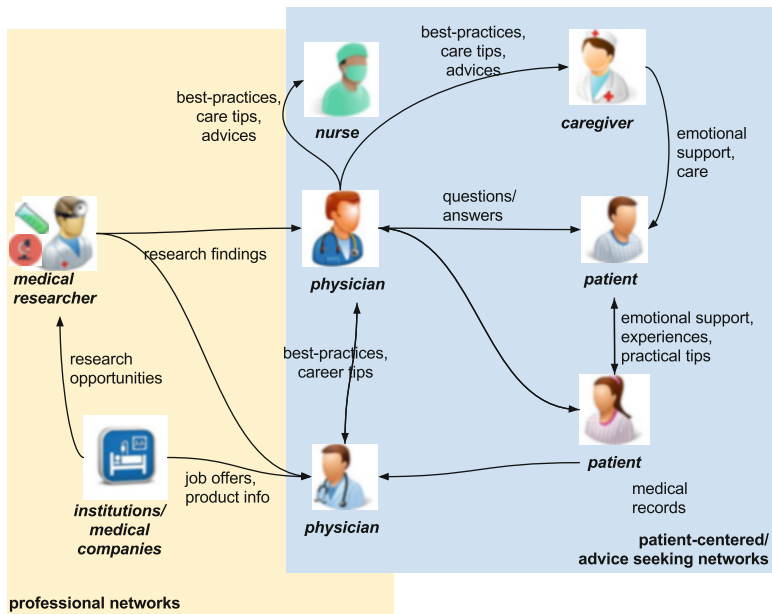 best-practices,
care tips,
advices
best-practices,
care tips,
advices
nurse
caregiver
emotional
support,
care
questions/
answers
research findings
medical
researcher
physician
patient
emotional support,
experiences,
practical tips
best-practices,
career tips
research
opportunities
patient
job offers,
product info
medical
records
institutions/
medical
companies
physician
patient-centered/
advice seeking networks
professional networks